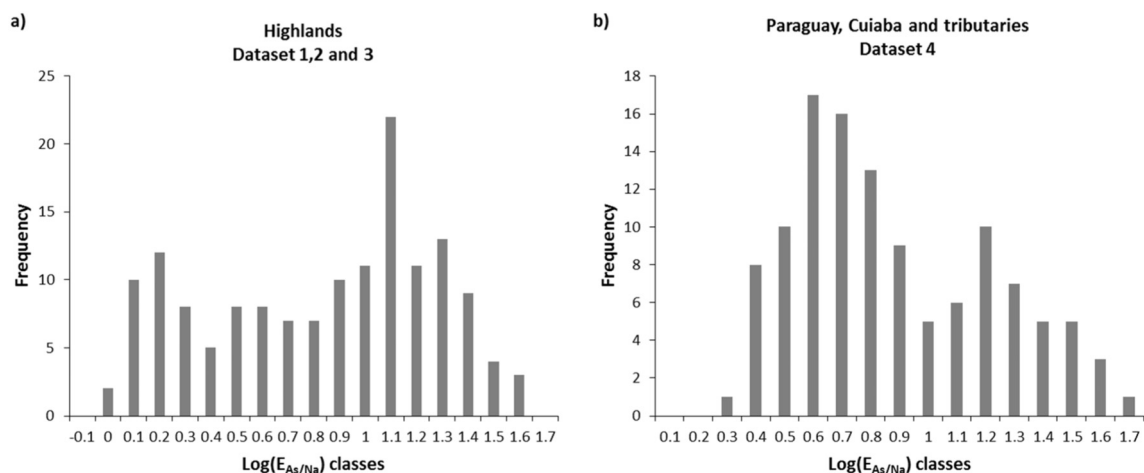 a)
Highlands
Dataset 1,2 and 3
25
20
15
10
5
0
Frequency
-0.1 0 0.1 0.2 0.3 0.4 0.5 0.6 0.7 0.8 0.9 1 1.1 1.2 1.3 1.4 1.5 1.6 1.7
Log(E_As/Na) classes
b)
Paraguay, Cuiaba and tributaries
Dataset 4
18
16
14
12
10
8
6
4
2
0
Frequency
0.1 0.2 0.3 0.4 0.5 0.6 0.7 0.8 0.9 1 1.1 1.2 1.3 1.4 1.5 1.6 1.7
Log(E_As/Na) classes